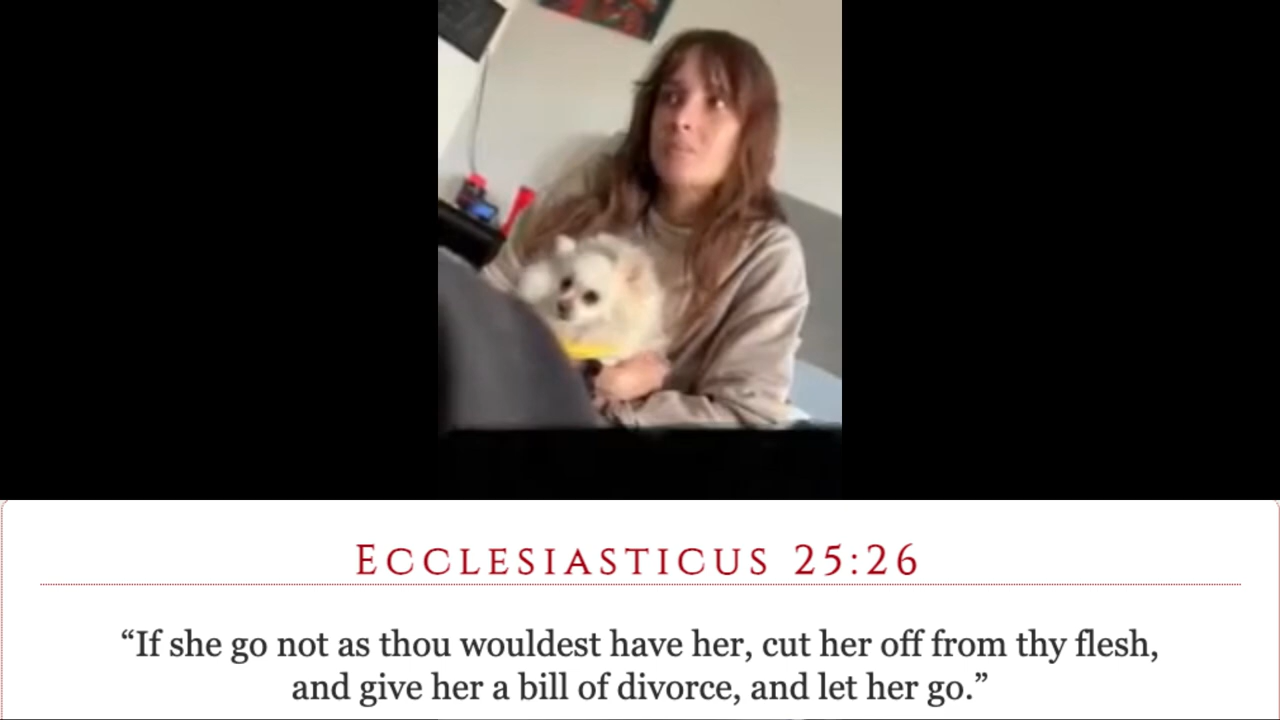 Ecclesiasticus 25:26
“If she go not as thou wouldest have her, cut her off from thy flesh,
and give her a bill of divorce, and let her go.”